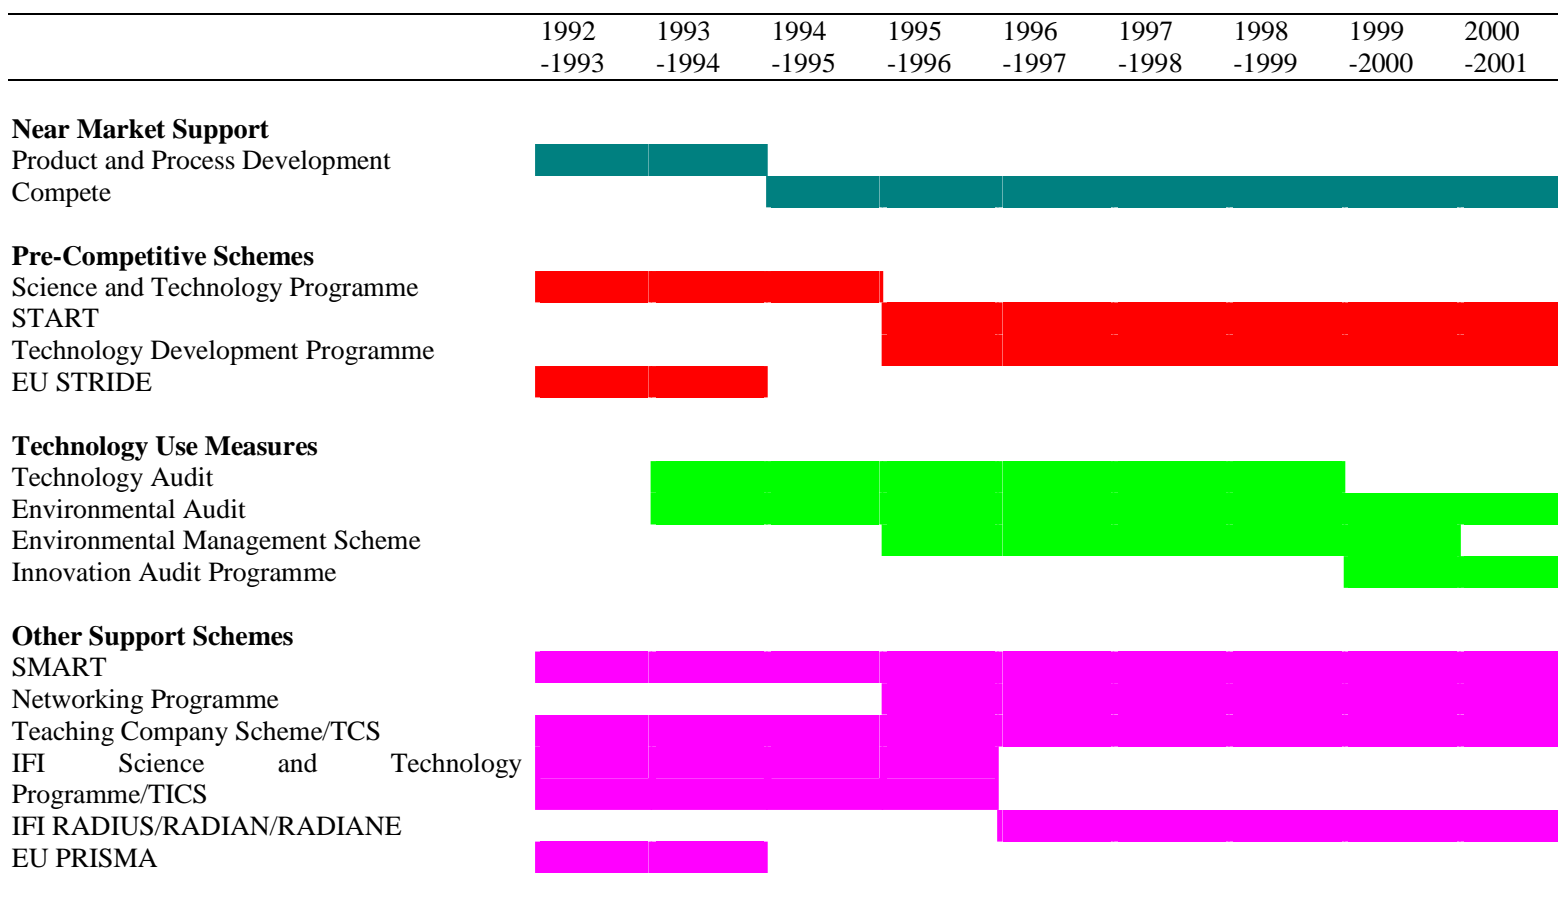 1992 1993 1994 1995 1996 1997 1998 1999 2000
-1993 -1994 -1995 -1996 -1997 -1998 -1999 -2000 -2001
Near Market Support
Product and Process Development
Compete
Pre-Competitive Schemes
Science and Technology Programme
START
Technology Development Programme
EU STRIDE
Technology Use Measures
Technology Audit
Environmental Audit
Environmental Management Scheme
Innovation Audit Programme
Other Support Schemes
SMART
Networking Programme
Teaching Company Scheme/TCS
IFI Science and Technology
Programme/TICS
IFI RADIUS/RADIAN/RADIANE
EU PRISMA